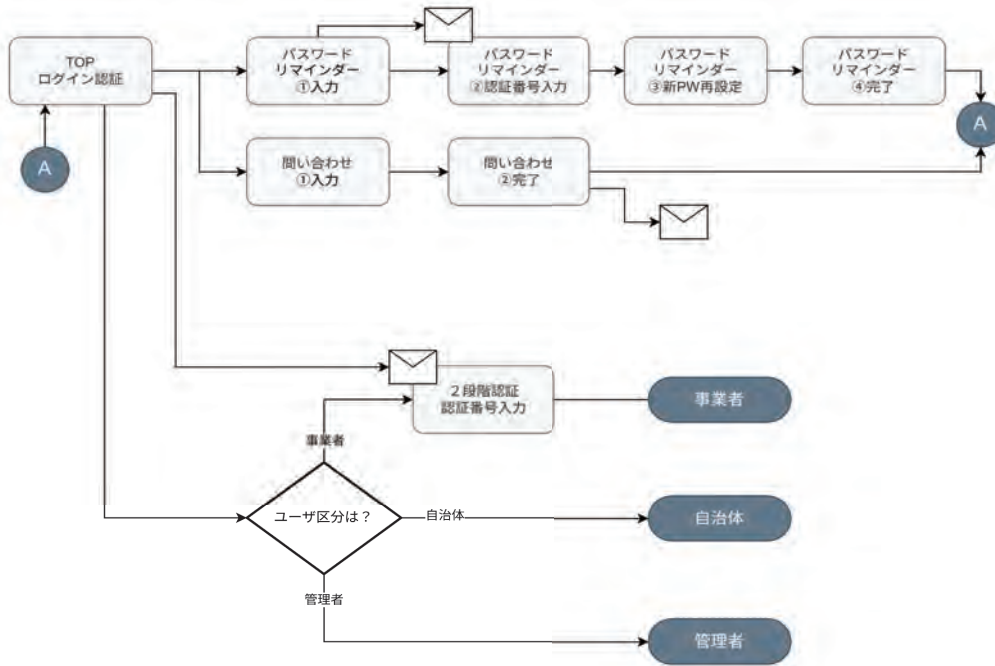 TOP
ログイン認証
パスワード
リマインダー
①入力
パスワード
リマインダー
②認証番号入力
パスワード
リマインダー
③新PW再設定
パスワード
リマインダー
④完了
A
A
問い合わせ
①入力
問い合わせ
②完了
２段階認証
認証番号入力
事業者
事業者
ユーザ区分は？
自治体
自治体
管理者
管理者